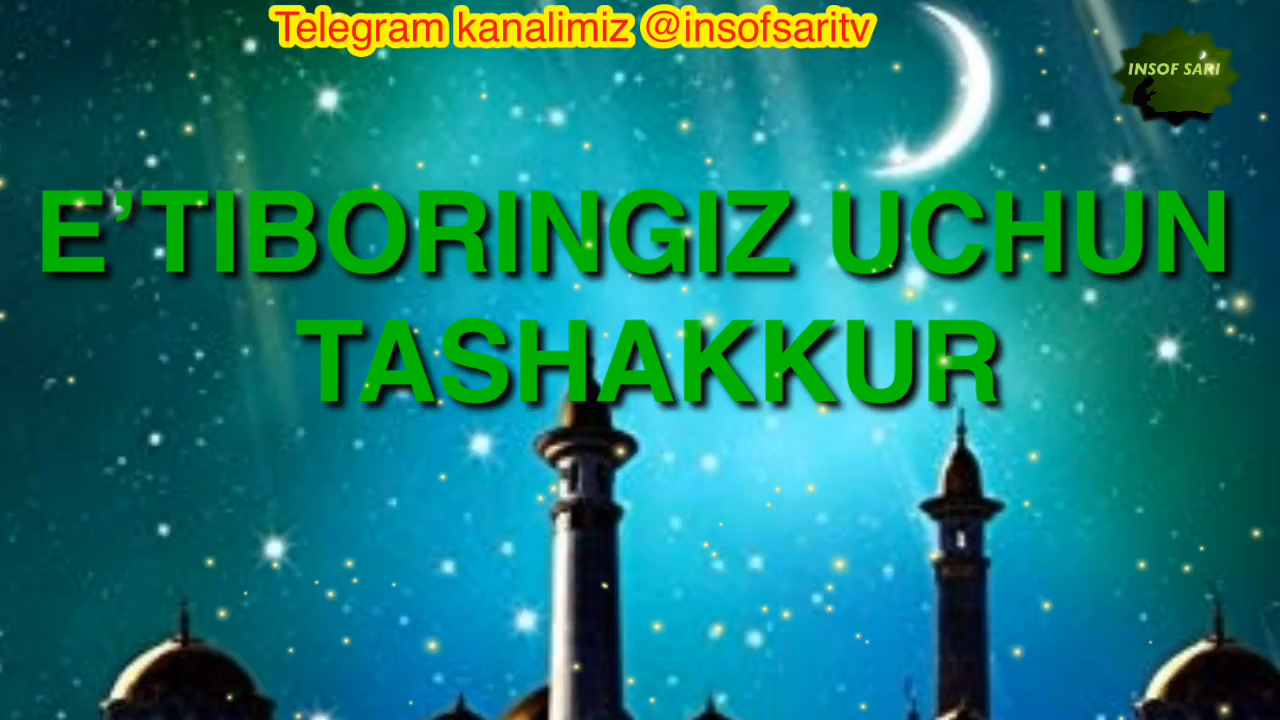 Telegram kanalimiz @insofsaritv
INSOF SARI
E’TIBORINGIZ UCHUN
TASHAKKUR